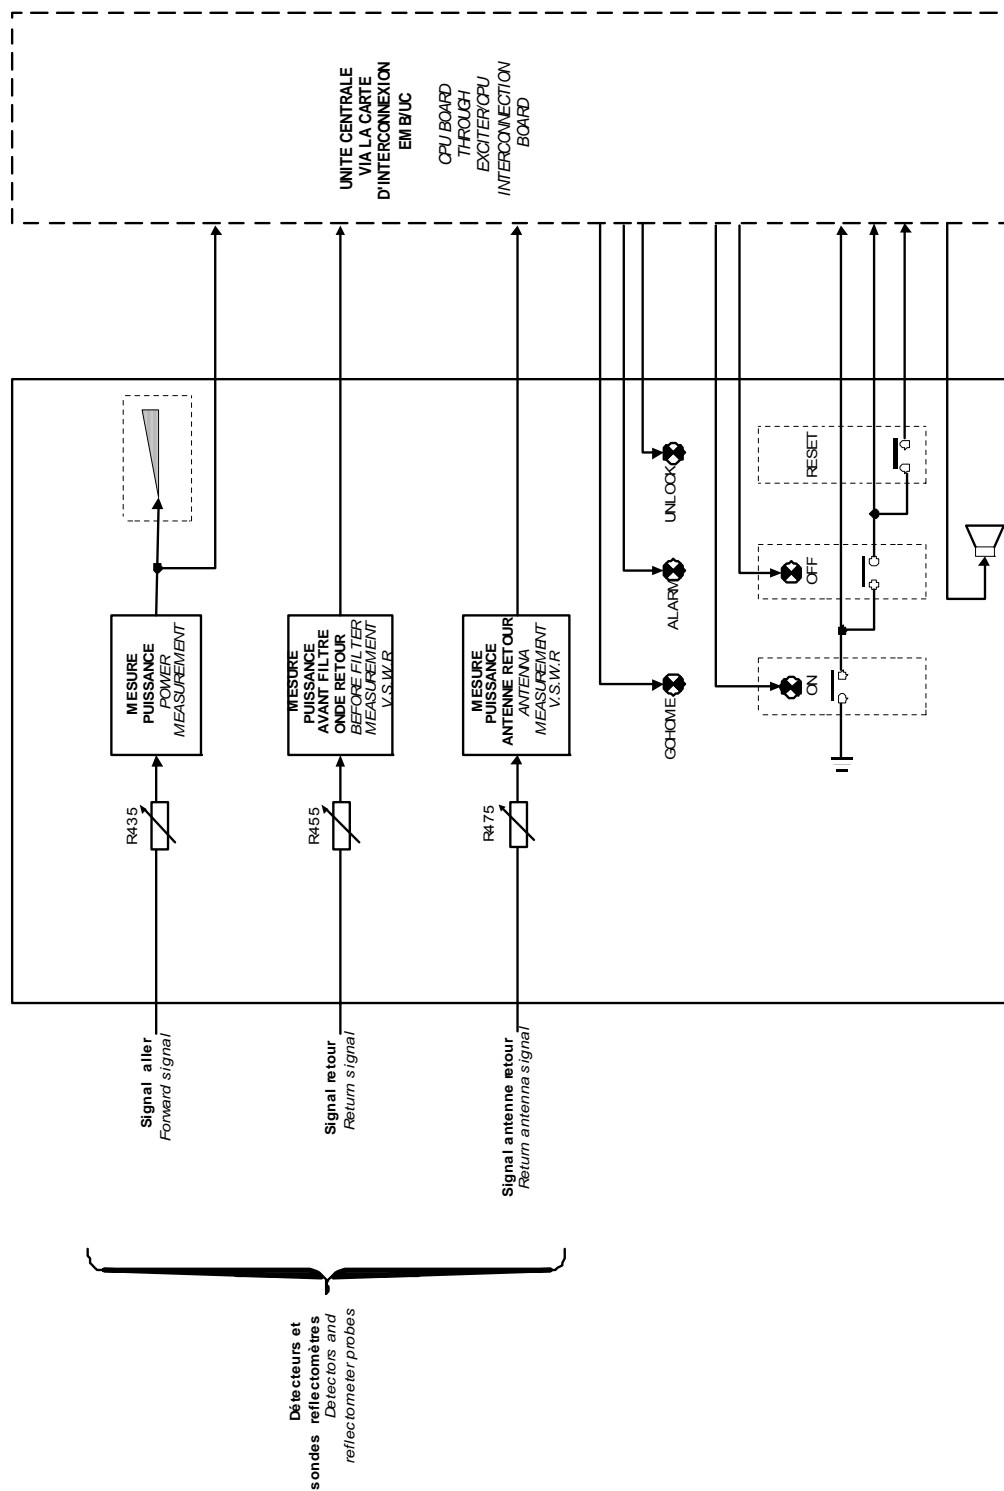 UNITE CENTRALE
VIA LA CARTE
D'INTERCONNEXION
EMB/UC
CPU BOARD
THROUGH
EXCITER/CPU
INTERCONNECTION
BOARD
MESURE
PUISSANCE
POWER
MEASUREMENT
MESURE
PUISSANCE
AVANT FILTRE
ONDE RETOUR
BEFORE FILTER
MEASUREMENT
V.S.W.R
MESURE
PUISSANCE
ANTENNE RETOUR
ANTENNA
MEASUREMENT
V.S.W.R
GOHOME
ALARM
UNLOCK
ON
OFF
RESET
R435
R455
R475
Signal aller
Forward signal
Signal retour
Return signal
Signal antenne retour
Return antenna signal
Détecteurs et
sondes reflectomètres
Detectors and
reflectometer probes